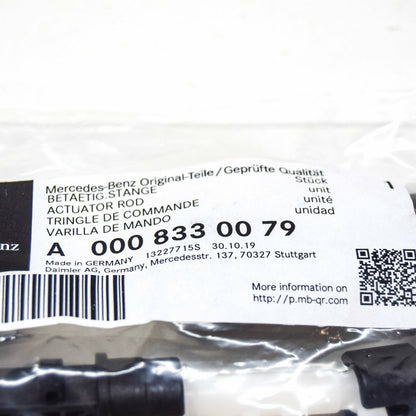 Mercedes-Benz Original-Teile / Geprüfte Qualität
BETAETIG.STANGE Stück
ACTUATOR ROD unit
TRINGLE DE COMMANDE unité
VARILLA DE MANDO unidad
1
nz
A 000 833 00 79
Made in GERMANY 13227715S 30.10.19
Daimler AG, Germany, Mercedesstr. 137, 70327 Stuttgart
More information on
http://p.mb-qr.com